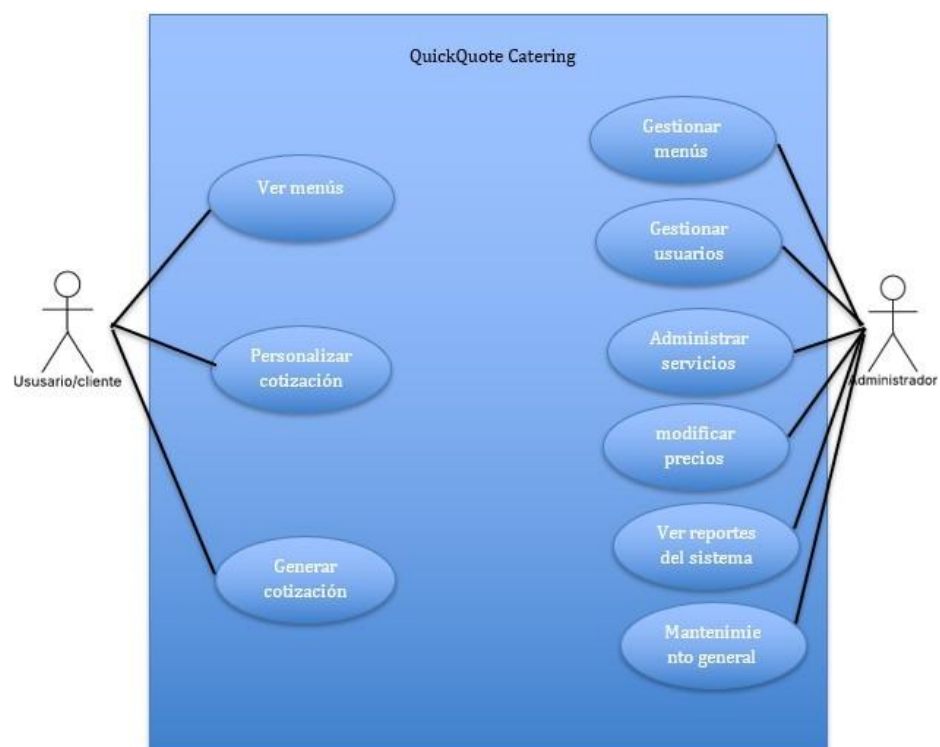 QuickQuote Catering
Gestionar
menús
Ver menús
Gestionar
usuarios
Ususario/cliente
Personalizar
cotización
Administrar
servicios
Administrador
modificar
precios
Ver reportes
del sistema
Generar
cotización
Mantenimie
nto general